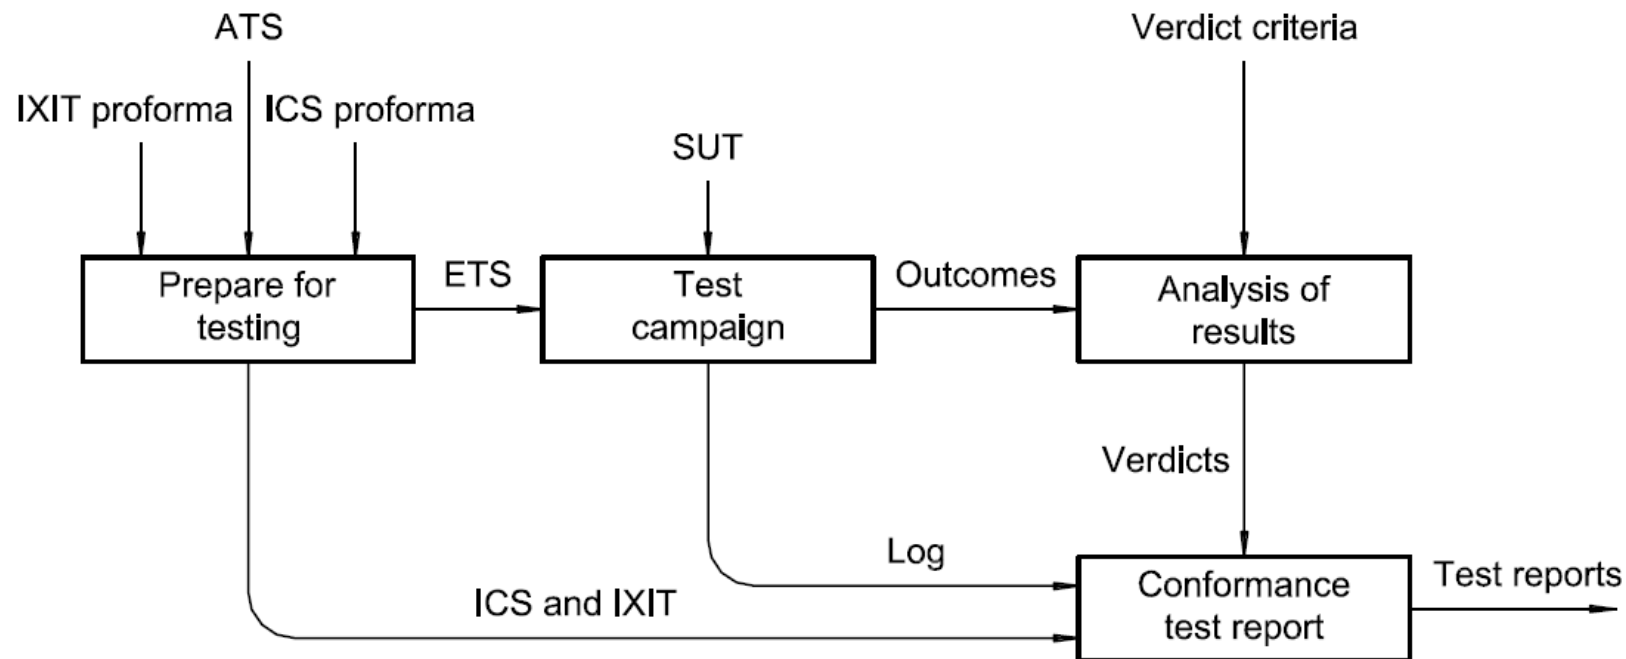 ATS
Verdict criteria
IXIT proforma
ICS proforma
SUT
Prepare for
testing
ETS
Test
campaign
Outcomes
Analysis of
results
Verdicts
Log
ICS and IXIT
Conformance
test report
Test reports